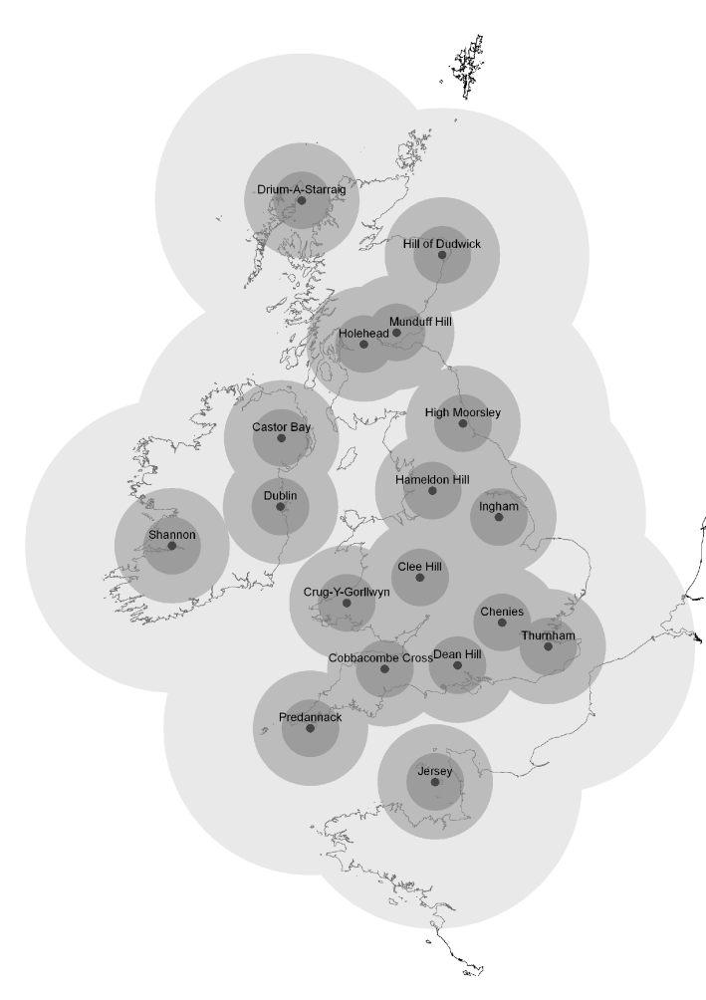 Drium-A-Starraig
Hill of Dudwick
Munduff Hill
Holehead
High Moorsley
Castor Bay
Hameldon Hill
Dublin
Ingham
Shannon
Clee Hill
Crug-Y-Gorllwyn
Chenies
Thurnham
Cobbacombe Cross
Dean Hill
Predannack
Jersey